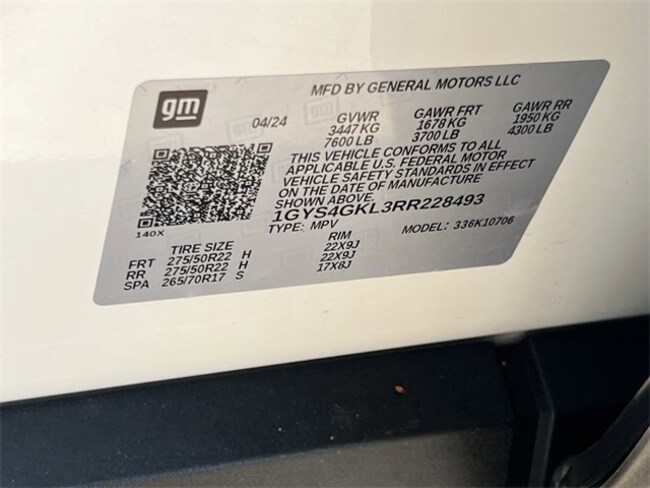 gm
MFD BY GENERAL MOTORS LLC
04/24 GVWR GAWR FRT GAWR RR
3447 KG 1678 KG 1950 KG
7600 LB 3700 LB 4300 LB
THIS VEHICLE CONFORMS TO ALL
APPLICABLE U.S. FEDERAL MOTOR
VEHICLE SAFETY STANDARDS IN EFFECT
ON THE DATE OF MANUFACTURE
SHOWN ABOVE.
1GYS4GKL3RR228493
140X
TYPE: MPV MODEL: 336K10706
TIRE SIZE RIM
FRT 275/50R22 H 22X9J
RR 275/50R22 H 22X9J
SPA 265/70R17 S 17X8J